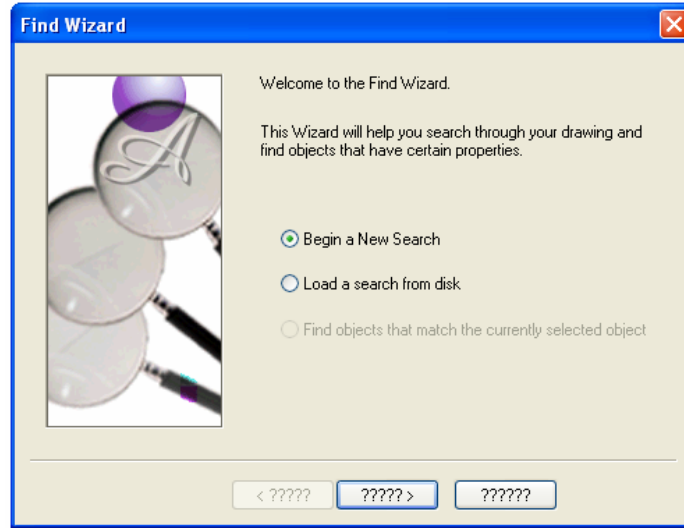 Find Wizard
Welcome to the Find Wizard.
This Wizard will help you search through your drawing and
find objects that have certain properties.
Begin a New Search
Load a search from disk
Find objects that match the currently selected object
< ????? ????? > ??????